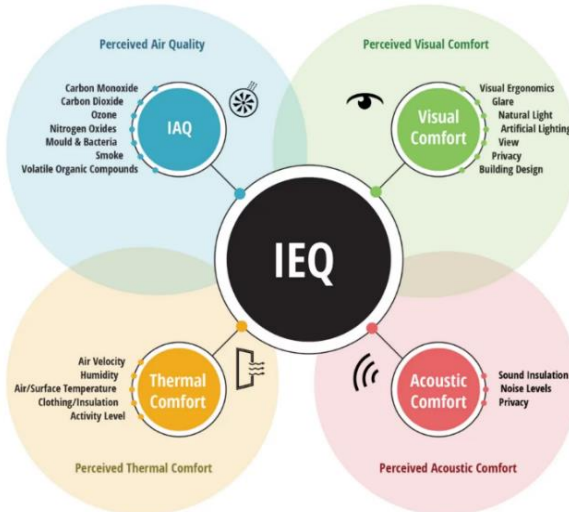 Perceived Air Quality
Carbon Monoxide
Carbon Dioxide
Ozone
Nitrogen Oxides
Mould & Bacteria
Smoke
Volatile Organic Compounds
IAQ
Perceived Visual Comfort
Visual
Comfort
Visual Ergonomics
Glare
Natural Light
Artificial Lighting
View
Privacy
Building Design
IEQ
Air Velocity
Humidity
Air/Surface Temperature
Clothing/Insulation
Activity Level
Thermal
Comfort
Perceived Thermal Comfort
Acoustic
Comfort
Sound Insulation
Noise Levels
Privacy
Perceived Acoustic Comfort